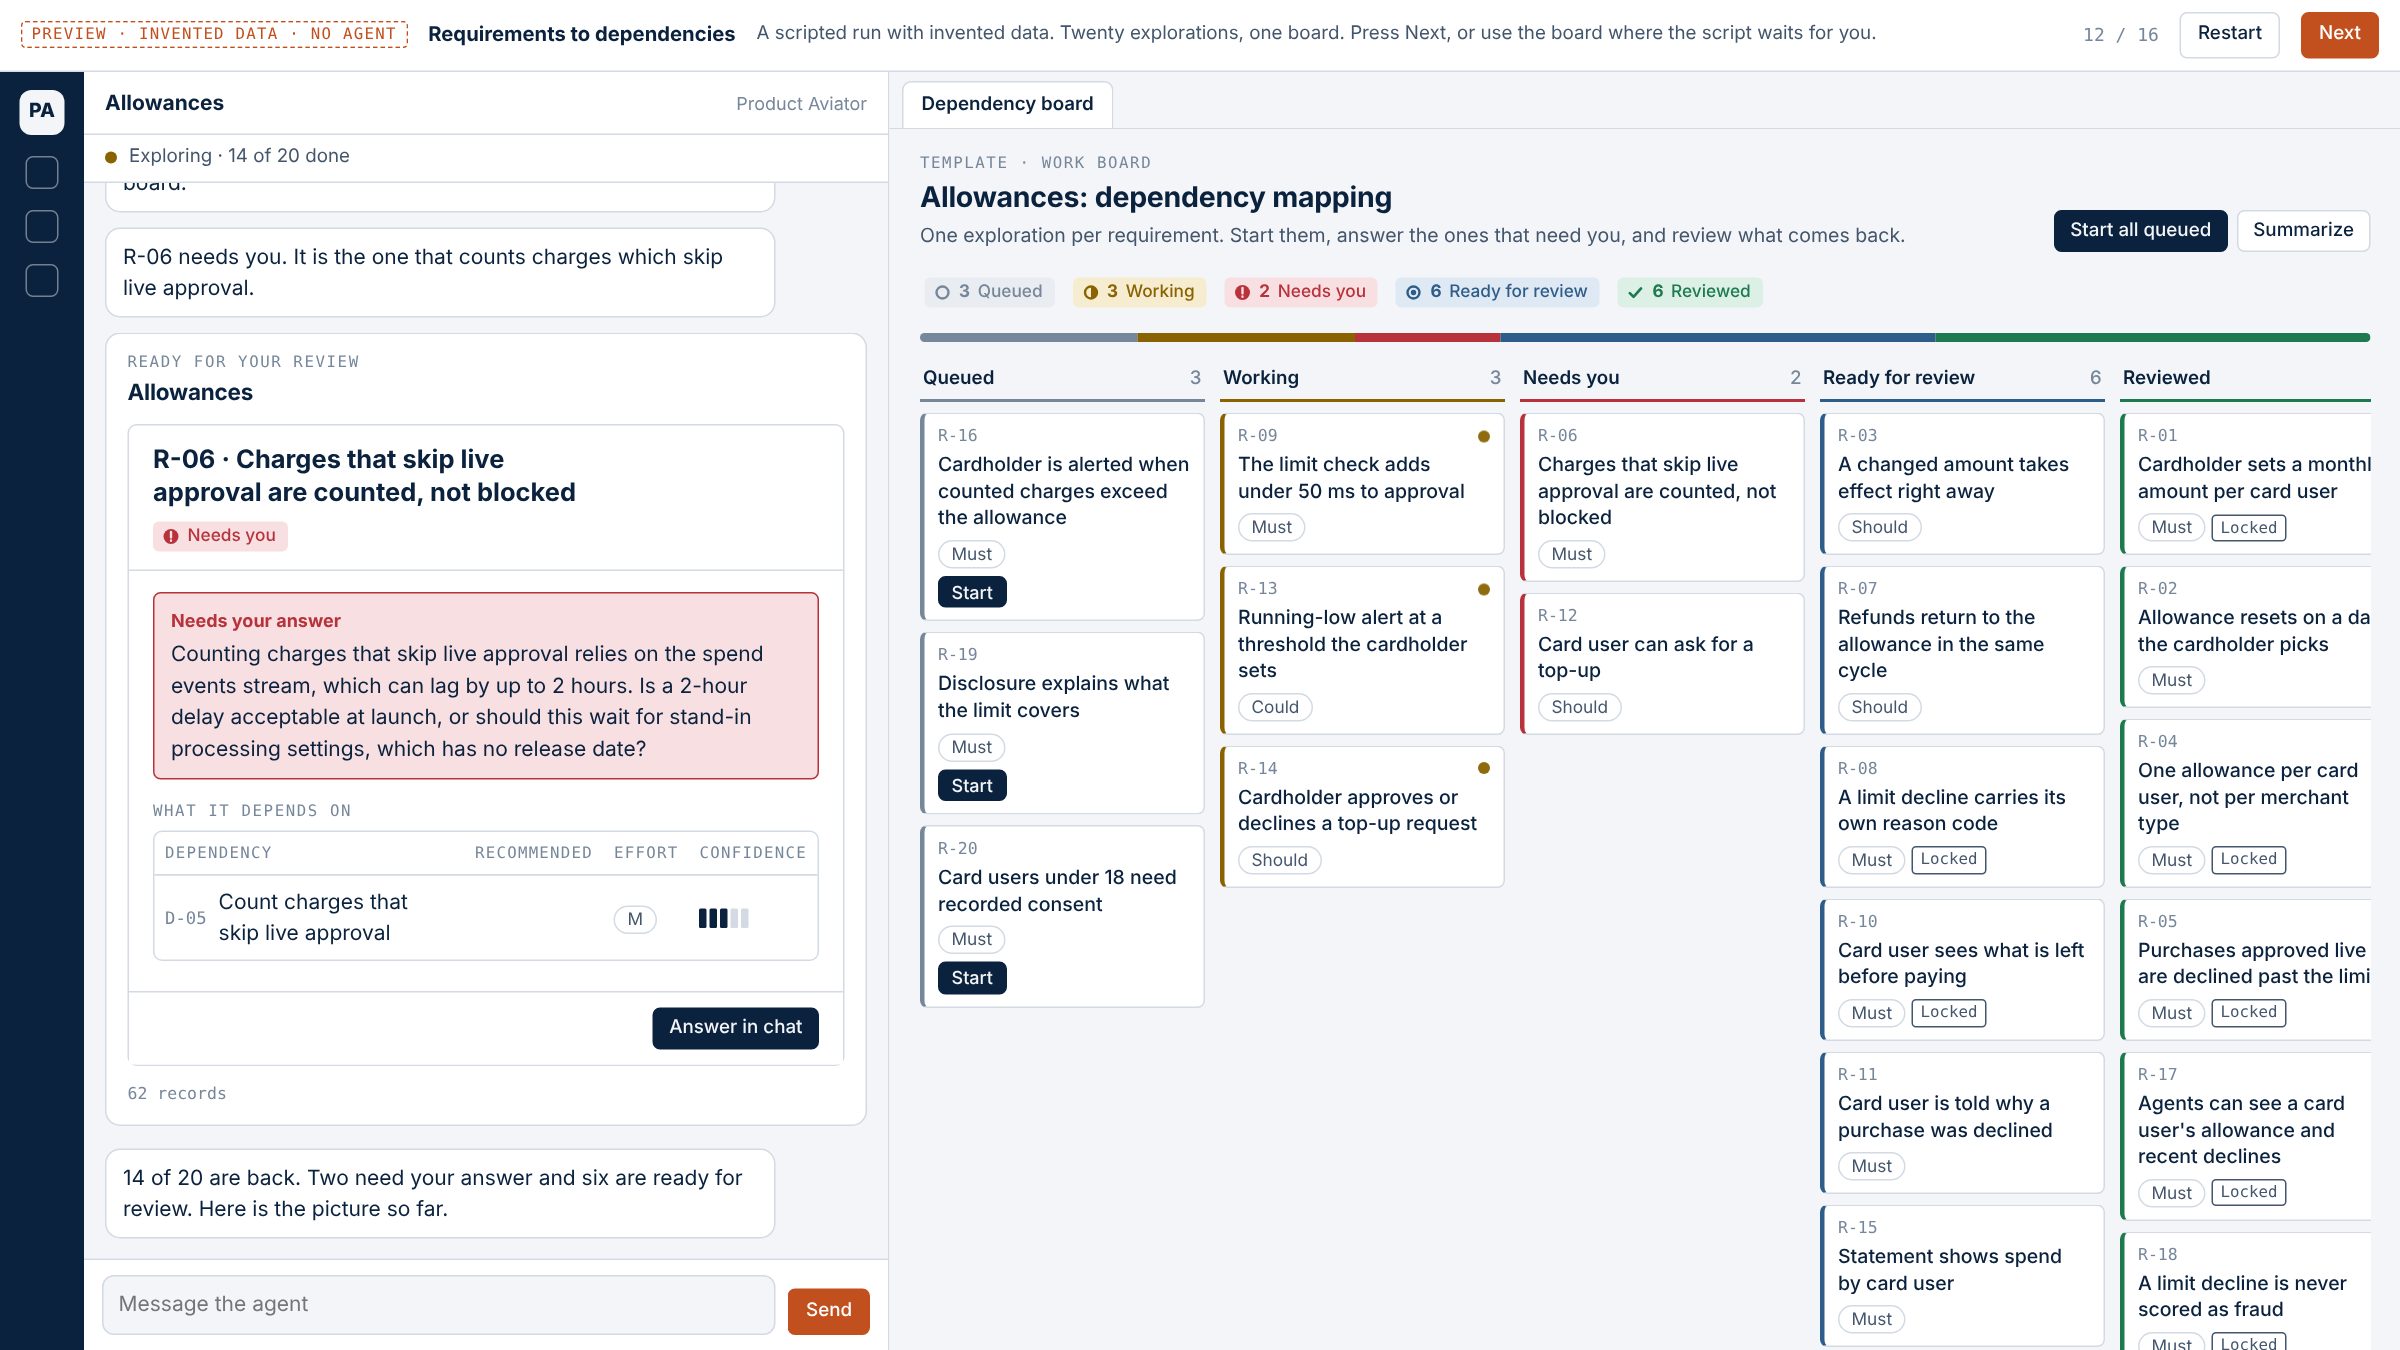 PREVIEW · INVENTED DATA · NO AGENT
Requirements to dependencies
A scripted run with invented data. Twenty explorations, one board. Press Next, or use the board where the script waits for you.
12 / 16
Restart
Next
PA
Allowances
Product Aviator
Exploring · 14 of 20 done
board.
R-06 needs you. It is the one that counts charges which skip
live approval.
READY FOR YOUR REVIEW
Allowances
R-06 · Charges that skip live
approval are counted, not blocked
Needs you
Needs your answer
Counting charges that skip live approval relies on the spend
events stream, which can lag by up to 2 hours. Is a 2-hour
delay acceptable at launch, or should this wait for stand-in
processing settings, which has no release date?
WHAT IT DEPENDS ON
DEPENDENCY RECOMMENDED EFFORT CONFIDENCE
D-05 Count charges that
skip live approval
M
Answer in chat
62 records
14 of 20 are back. Two need your answer and six are ready for
review. Here is the picture so far.
Message the agent
Send
Dependency board
TEMPLATE · WORK BOARD
Allowances: dependency mapping
One exploration per requirement. Start them, answer the ones that need you, and review what comes back.
Start all queued
Summarize
3 Queued
3 Working
2 Needs you
6 Ready for review
6 Reviewed
Queued 3
R-16
Cardholder is alerted when
counted charges exceed
the allowance
Must
Start
R-19
Disclosure explains what
the limit covers
Must
Start
R-20
Card users under 18 need
recorded consent
Must
Start
Working 3
R-09
The limit check adds
under 50 ms to approval
Must
R-13
Running-low alert at a
threshold the cardholder
sets
Could
R-14
Cardholder approves or
declines a top-up request
Should
Needs you 2
R-06
Charges that skip live
approval are counted, not
blocked
Must
R-12
Card user can ask for a
top-up
Should
Ready for review 6
R-03
A changed amount takes
effect right away
Should
R-07
Refunds return to the
allowance in the same
cycle
Should
R-08
A limit decline carries its
own reason code
Must Locked
R-10
Card user sees what is left
before paying
Must Locked
R-11
Card user is told why a
purchase was declined
Must
R-15
Statement shows spend
by card user
Must
Reviewed
R-01
Cardholder sets a monthl
amount per card user
Must Locked
R-02
Allowance resets on a da
the cardholder picks
Must
R-04
One allowance per card
user, not per merchant
type
Must Locked
R-05
Purchases approved live
are declined past the limi
Must Locked
R-17
Agents can see a card
user's allowance and
recent declines
Must Locked
R-18
A limit decline is never
scored as fraud
Must Locked